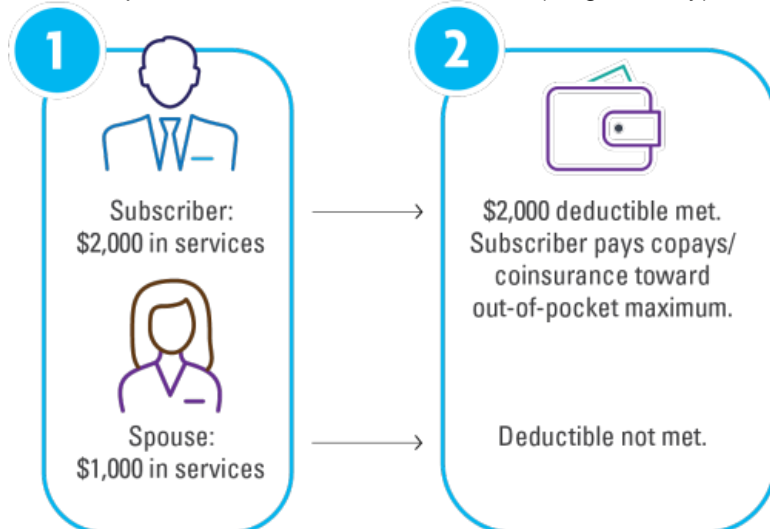 1
Subscriber:
$2,000 in services
Spouse:
$1,000 in services
2
$2,000 deductible met.
Subscriber pays copays/
coinsurance toward
out-of-pocket maximum.
Deductible not met.